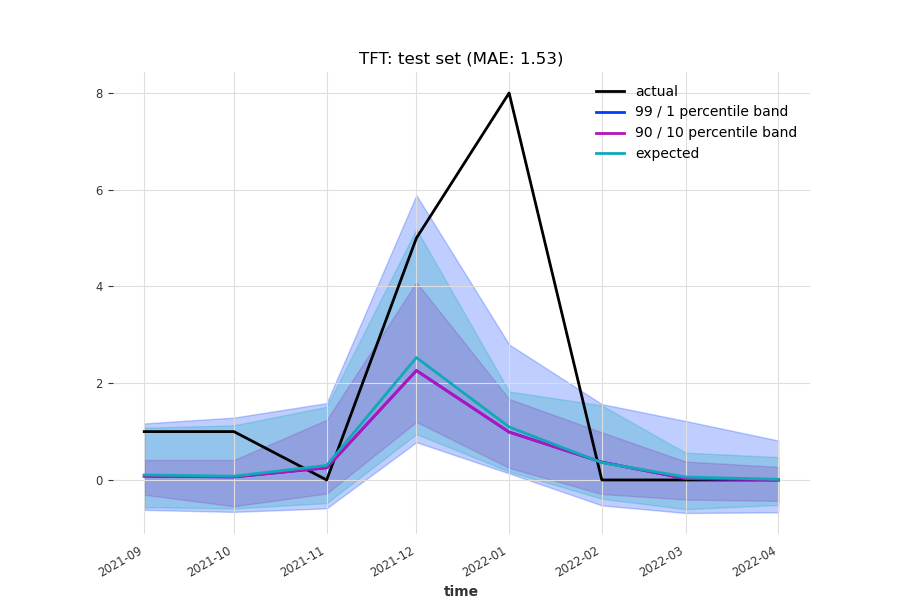 TFT: test set (MAE: 1.53)
actual
99 / 1 percentile band
90 / 10 percentile band
expected
8
6
4
2
0
2021-09
2021-10
2021-11
2021-12
2022-01
2022-02
2022-03
2022-04
time